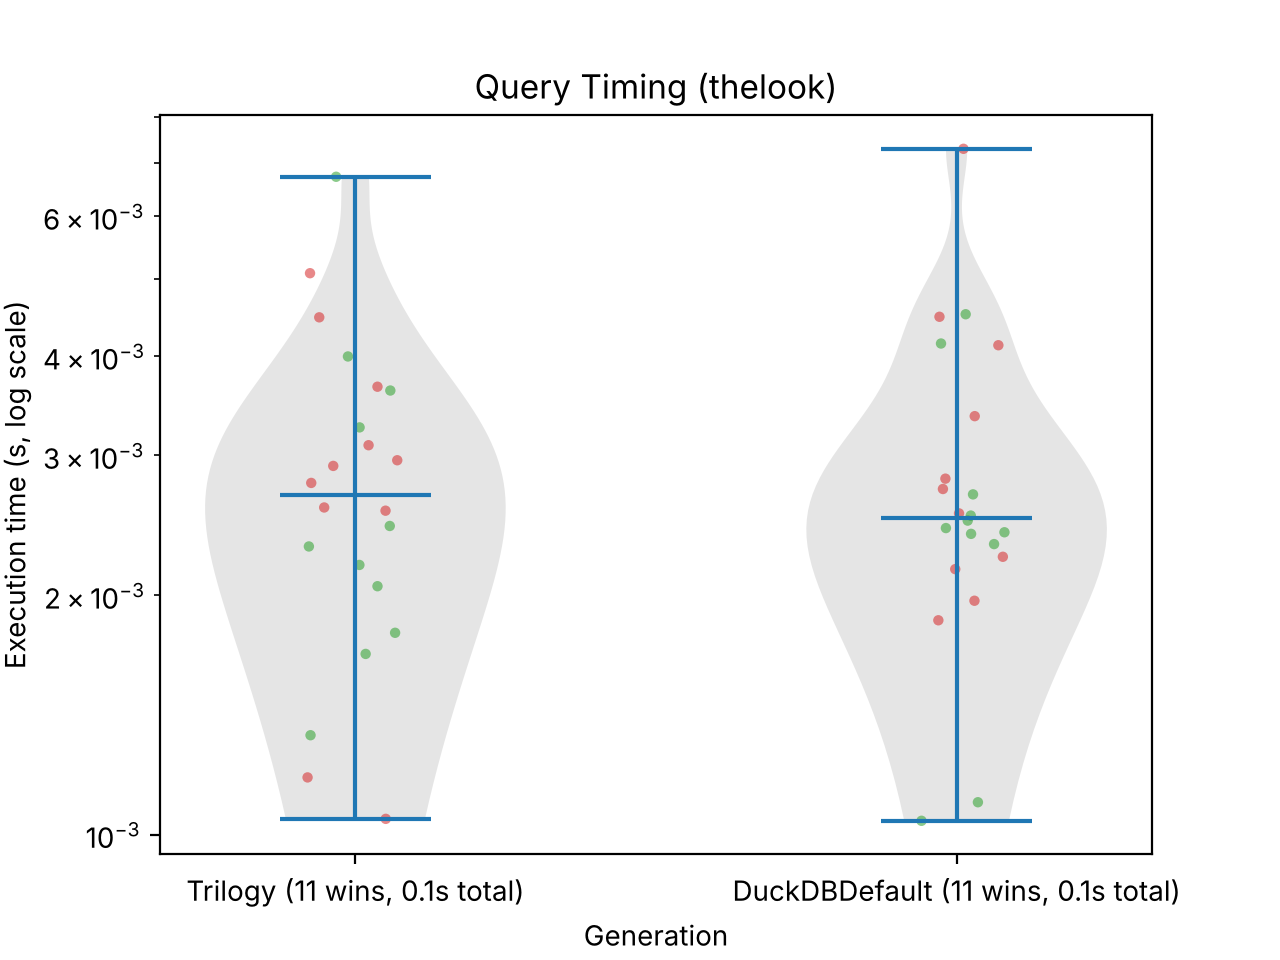 Query Timing (thelook)
Execution time (s, log scale)
6 × 10⁻³
4 × 10⁻³
3 × 10⁻³
2 × 10⁻³
10⁻³
Trilogy (11 wins, 0.1s total)
DuckDBDefault (11 wins, 0.1s total)
Generation